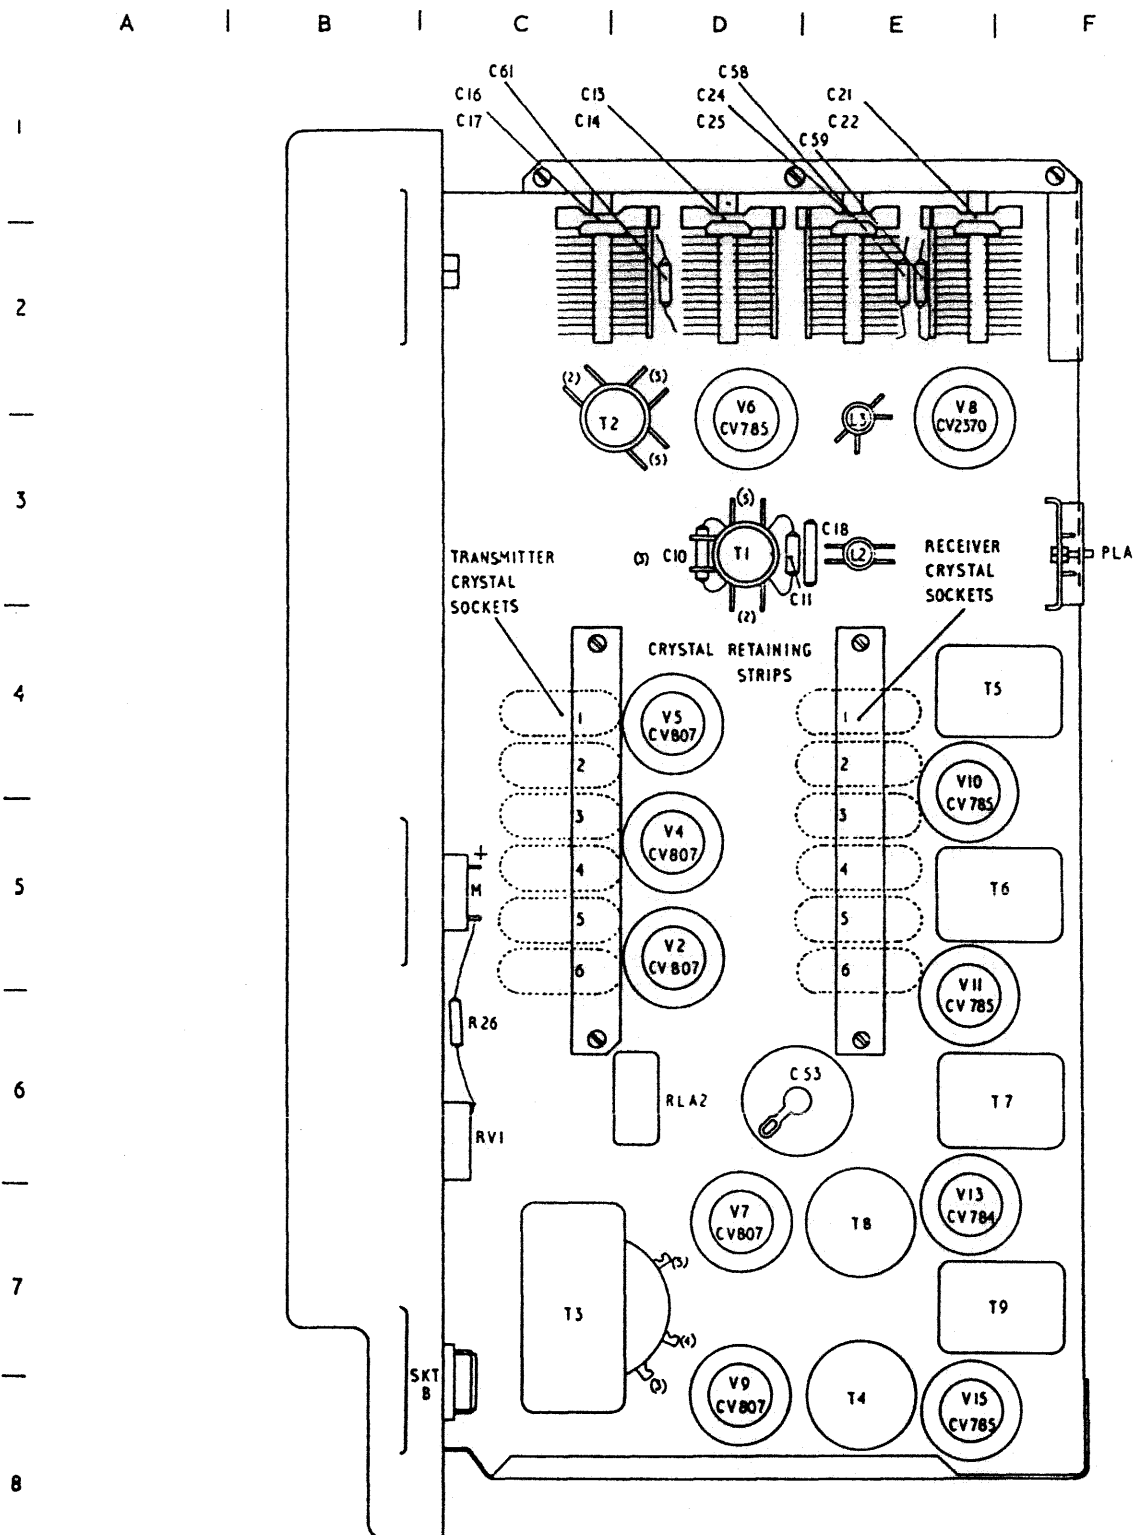 A | B | C | D | E | F
C61
C58
C16
C13
C24
C21
C17
C14
C25
C22
C59
1
2
(2)
(5)
T2
(5)
V6
CV785
L3
V8
CV2370
3
(5)
C18
(3)
C10
T1
L2
C11
(2)
TRANSMITTER
CRYSTAL
SOCKETS
RECEIVER
CRYSTAL
SOCKETS
PLA
CRYSTAL RETAINING
STRIPS
4
T5
1
V5
CV807
1
2
2
V10
CV785
3
V4
CV807
3
5
+
M
4
4
T6
5
V2
CV807
5
6
6
V11
CV785
R26
6
RLA2
C53
T7
RV1
V7
CV807
T8
V13
CV784
7
T3
(5)
(4)
(3)
T9
SKT
B
V9
CV807
T4
V15
CV785
8